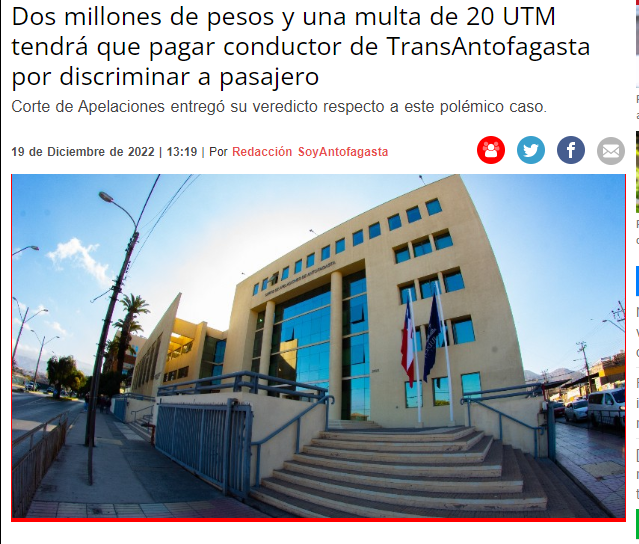 Dos millones de pesos y una multa de 20 UTM
tendrá que pagar conductor de TransAntofagasta
por discriminar a pasajero
Corte de Apelaciones entregó su veredicto respecto a este polémico caso.
19 de Diciembre de 2022 | 13:19 | Por Redacción SoyAntofagasta